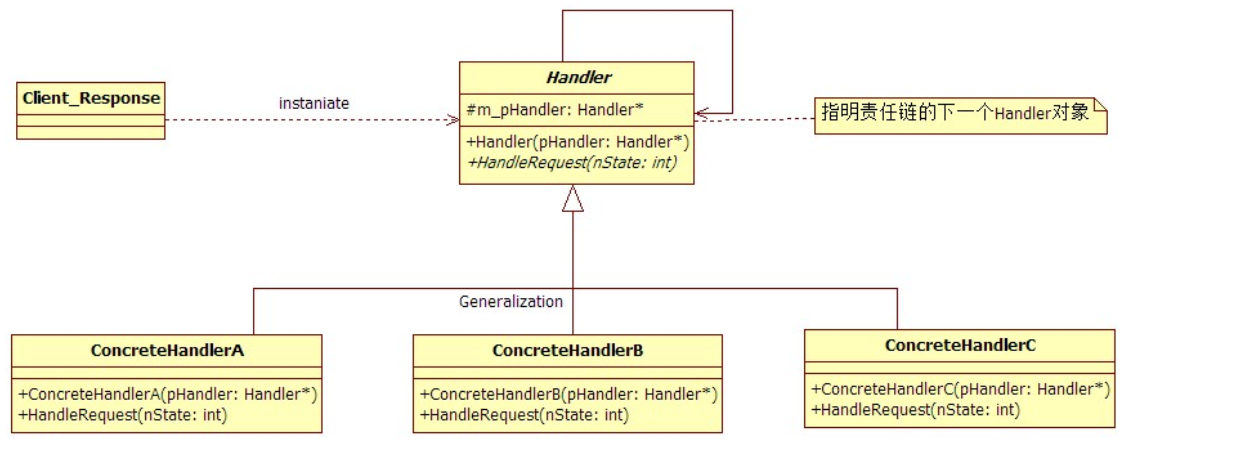 Handler
Client_Response
instaniate
#m_pHandler: Handler*
指明责任链的下一个Handler对象
+Handler(pHandler: Handler*)
+HandleRequest(nState: int)
Generalization
ConcreteHandlerA
+ConcreteHandlerA(pHandler: Handler*)
+HandleRequest(nState: int)
ConcreteHandlerB
+ConcreteHandlerB(pHandler: Handler*)
+HandleRequest(nState: int)
ConcreteHandlerC
+ConcreteHandlerC(pHandler: Handler*)
+HandleRequest(nState: int)